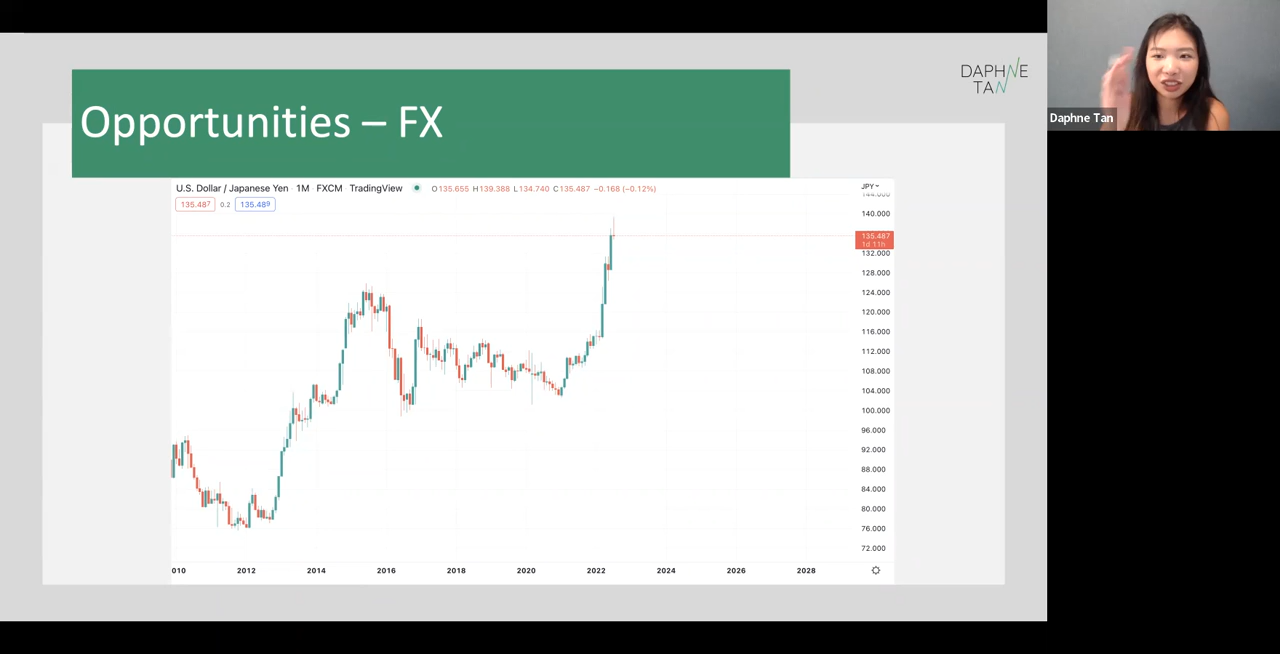 Opportunities – FX
DAPHNE
TAN
Daphne Tan
U.S. Dollar / Japanese Yen 1M FXCM TradingView O135.655 H139.388 L134.740 C135.487 −0.168 (−0.12%)
135.487 0.2 135.489
JPY
144.000
140.000
135.487
1d 11h
132.000
128.000
124.000
120.000
116.000
112.000
108.000
104.000
100.000
96.000
92.000
88.000
84.000
80.000
76.000
72.000
010 2012 2014 2016 2018 2020 2022 2024 2026 2028